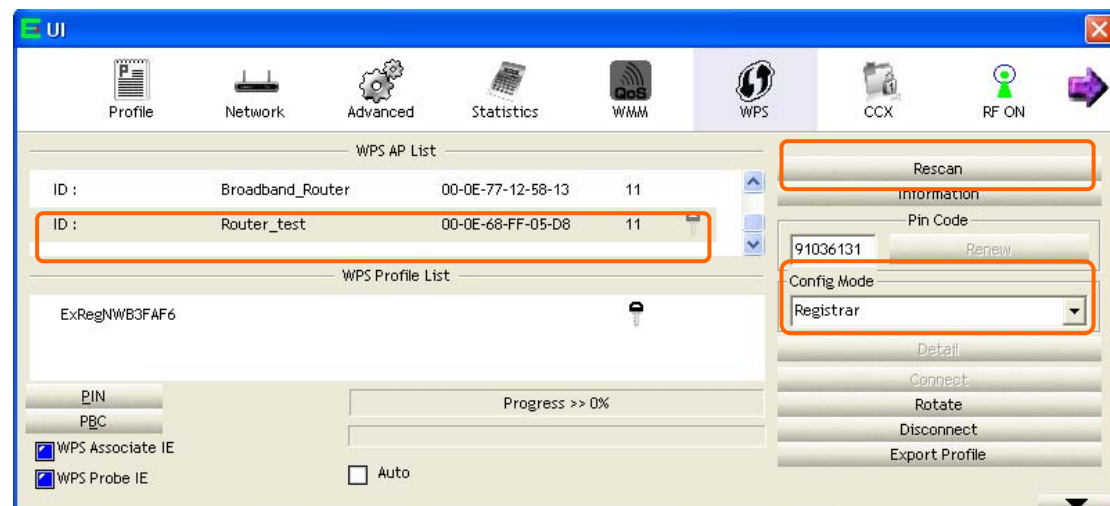 UI
Profile Network Advanced Statistics QoS WMM WPS CCX RF ON
WPS AP List
ID : Broadband_Router 00-0E-77-12-58-13 11
ID : Router_test 00-0E-68-FF-05-D8 11
WPS Profile List
ExRegNWB3FAF6
PIN
PBC
WPS Associate IE
WPS Probe IE
Progress >> 0%
Auto
Rescan
Information
Pin Code
91036131 Renew
Config Mode
Registrar
Detail
Connect
Rotate
Disconnect
Export Profile